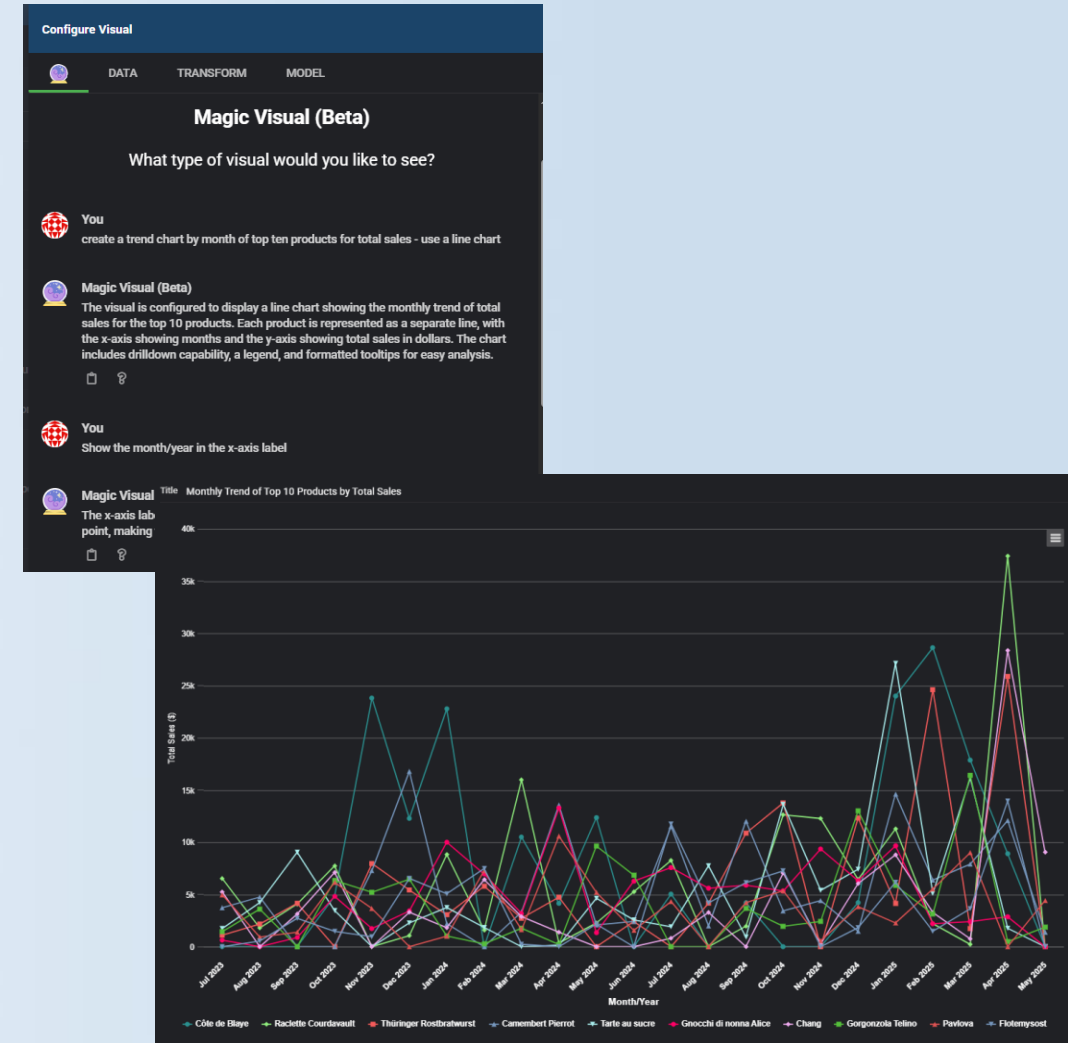 Configure Visual
DATA TRANSFORM MODEL
Magic Visual (Beta)
What type of visual would you like to see?
You
create a trend chart by month of top ten products for total sales - use a line chart
Magic Visual (Beta)
The visual is configured to display a line chart showing the monthly trend of total
sales for the top 10 products. Each product is represented as a separate line, with
the x-axis showing months and the y-axis showing total sales in dollars. The chart
includes drilldown capability, a legend, and formatted tooltips for easy analysis.
You
Show the month/year in the x-axis label
Magic Visual
The x-axis lab
point, making
Title Monthly Trend of Top 10 Products by Total Sales
40k
35k
30k
25k
20k
15k
10k
5k
0
Total Sales ($)
Jul 2023 Aug 2023 Sep 2023 Oct 2023 Nov 2023 Dec 2023 Jan 2024 Feb 2024 Mar 2024 Apr 2024 May 2024 Jun 2024 Jul 2024 Aug 2024 Sep 2024 Oct 2024 Nov 2024 Dec 2024 Jan 2025 Feb 2025 Mar 2025 Apr 2025 May 2025
Month/Year
Côte de Blaye Raclette Courdavault Thüringer Rostbratwurst Camembert Pierrot Tarte au sucre Gnocchi di nonna Alice Chang Gorgonzola Telino Pavlova Flotemysost